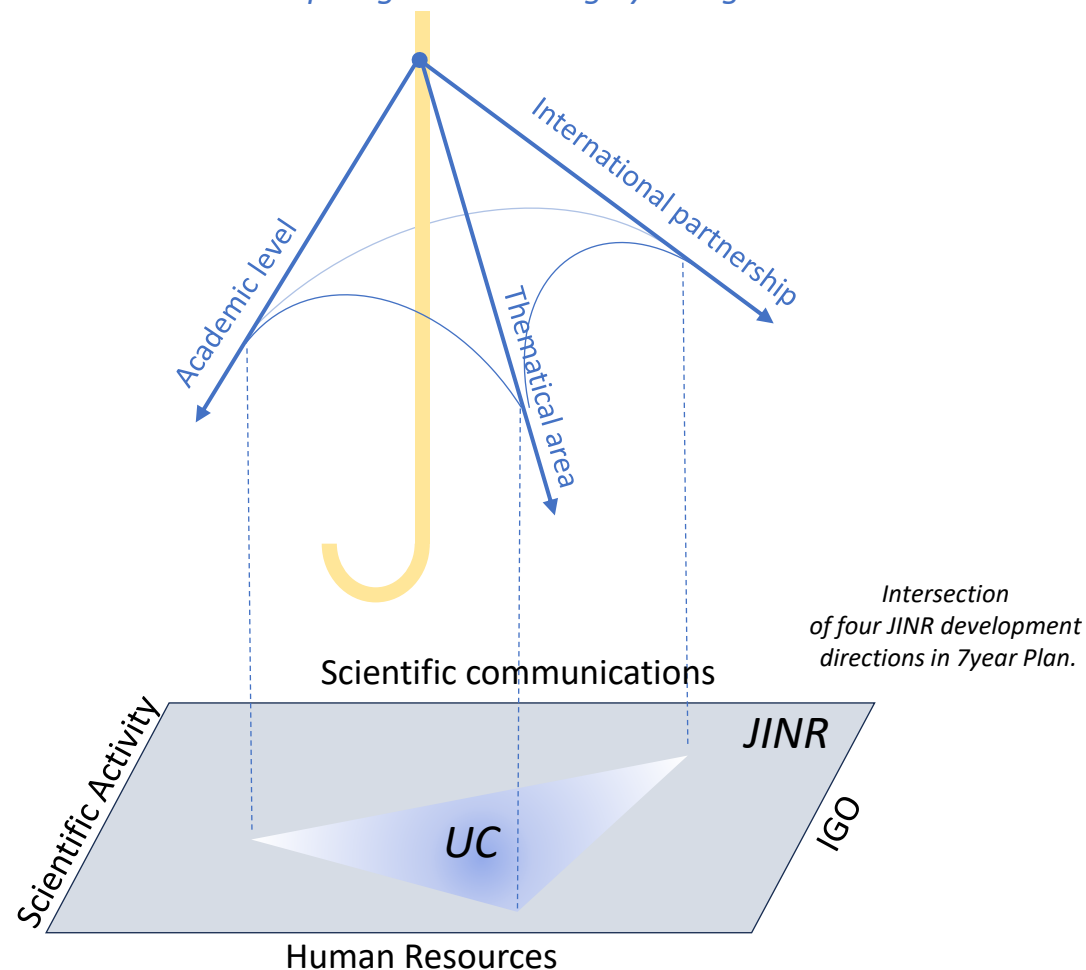 International partnership
Academic level
Thematical area
Intersection
of four JINR development
directions in 7year Plan.
Scientific communications
JINR
Scientific Activity
UC
IGO
Human Resources